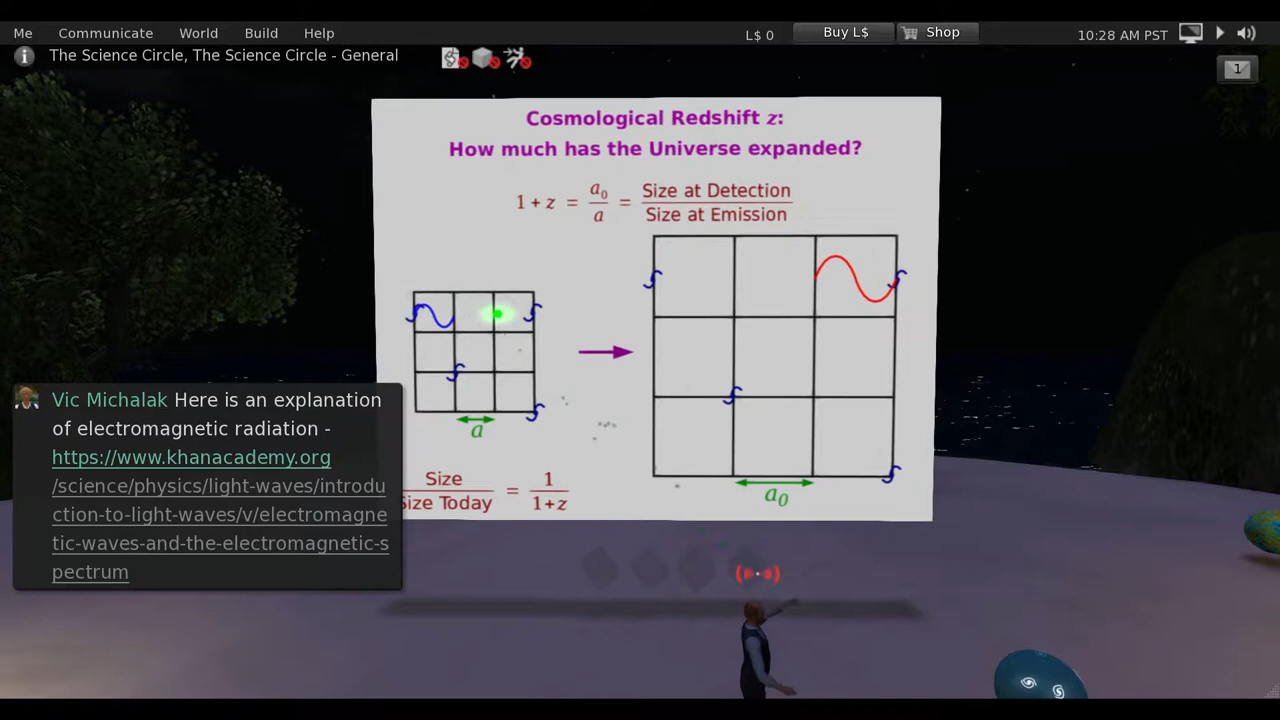 Me Communicate World Build Help L$ 0 Buy L$ Shop 10:28 AM PST
The Science Circle, The Science Circle - General
1
Cosmological Redshift z:
How much has the Universe expanded?
1 + z = a₀/a = Size at Detection/Size at Emission
Vic Michalak Here is an explanation
of electromagnetic radiation -
https://www.khanacademy.org
/science/physics/light-waves/introdu
ction-to-light-waves/v/electromagne
tic-waves-and-the-electromagnetic-s
pectrum
a
Size/Size Today = 1/1+z
a₀